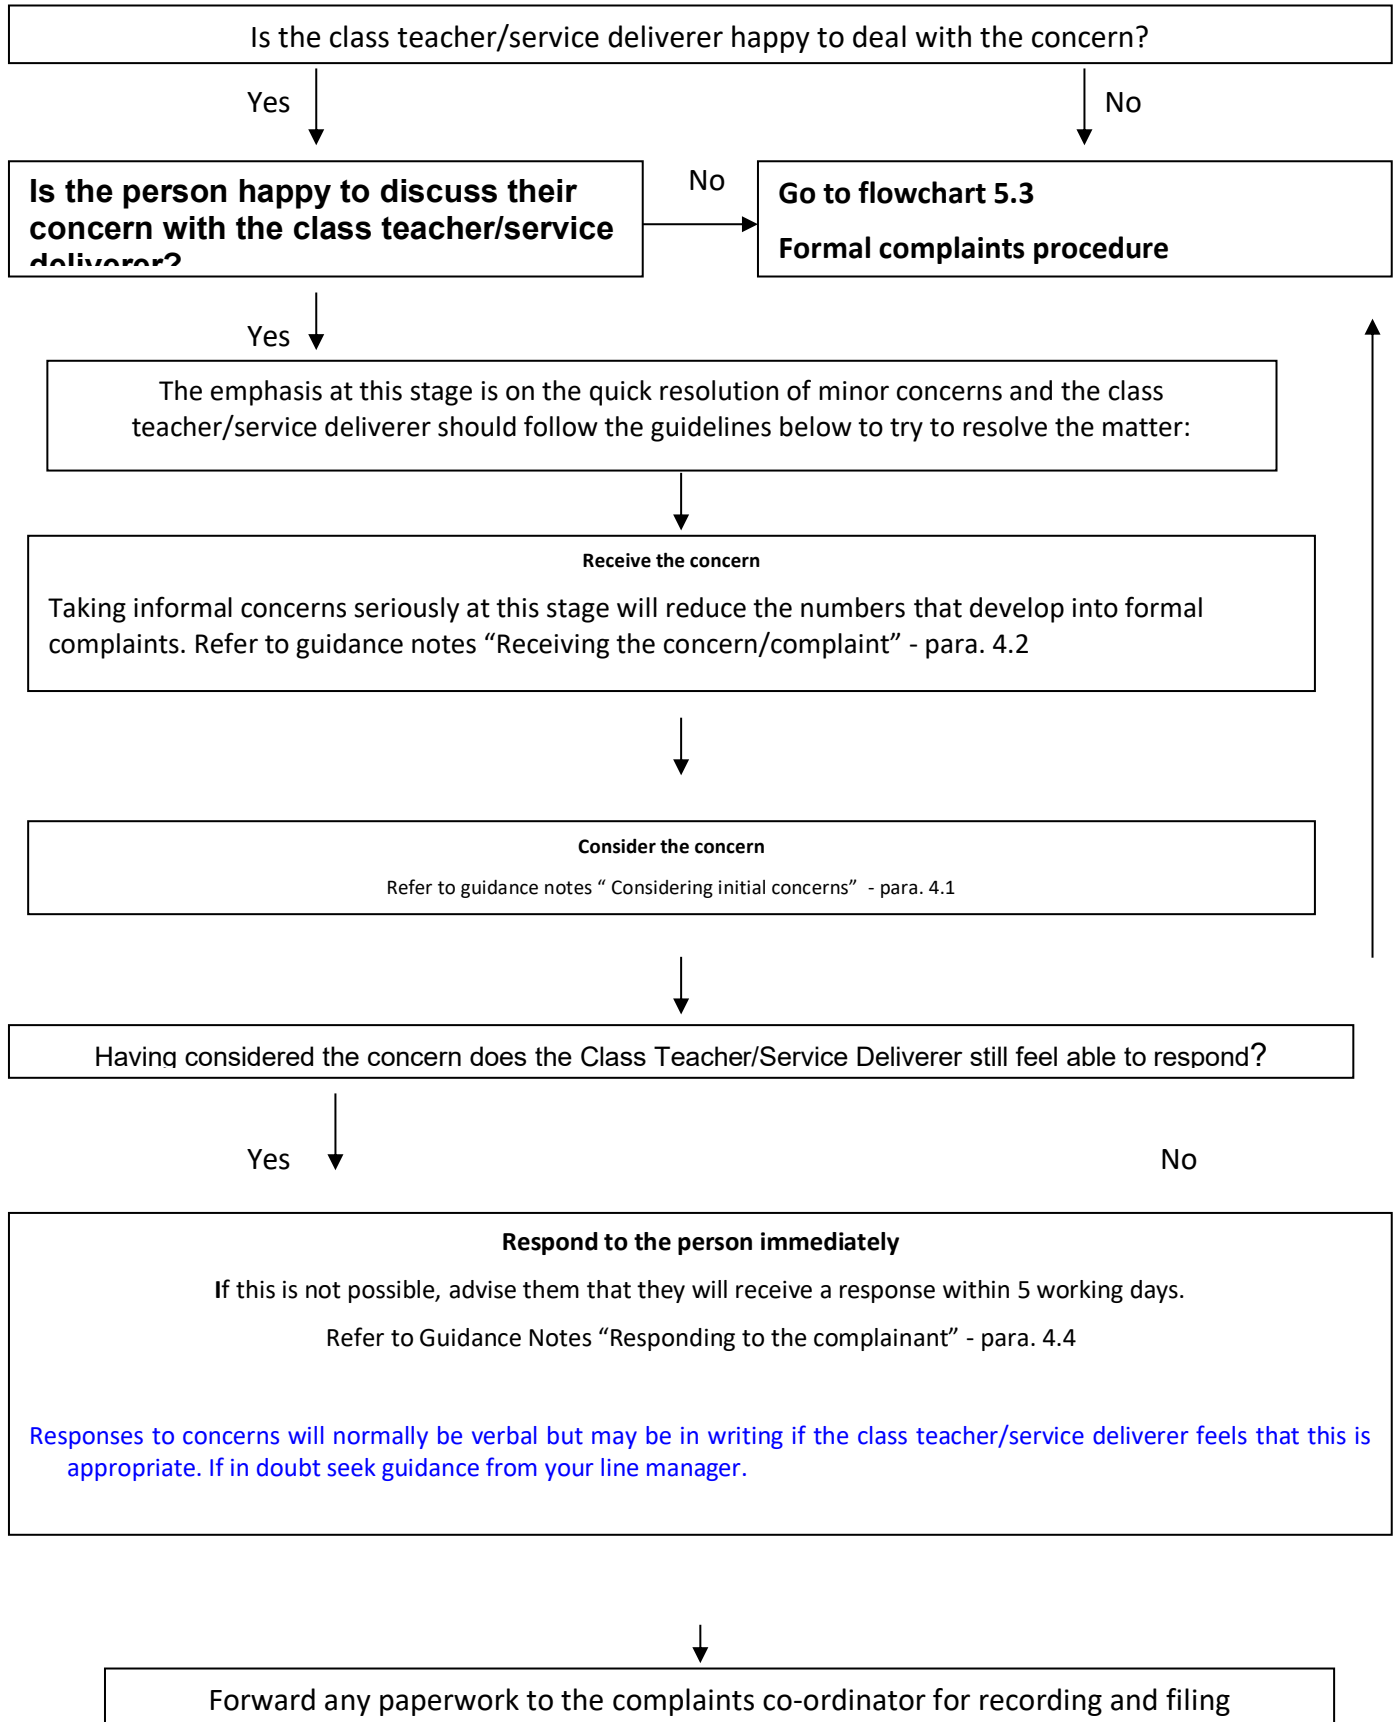 Is the class teacher/service deliverer happy to deal with the concern?
Yes
No
Is the person happy to discuss their
concern with the class teacher/service
deliverer?
No
Go to flowchart 5.3
Formal complaints procedure
Yes
The emphasis at this stage is on the quick resolution of minor concerns and the class
teacher/service deliverer should follow the guidelines below to try to resolve the matter:
Receive the concern
Taking informal concerns seriously at this stage will reduce the numbers that develop into formal
complaints. Refer to guidance notes “Receiving the concern/complaint” - para. 4.2
Consider the concern
Refer to guidance notes “ Considering initial concerns”  - para. 4.1
Having considered the concern does the Class Teacher/Service Deliverer still feel able to respond?
Yes
No
Respond to the person immediately
If this is not possible, advise them that they will receive a response within 5 working days.
Refer to Guidance Notes “Responding to the complainant” - para. 4.4
Responses to concerns will normally be verbal but may be in writing if the class teacher/service deliverer feels that this is
appropriate. If in doubt seek guidance from your line manager.
Forward any paperwork to the complaints co-ordinator for recording and filing